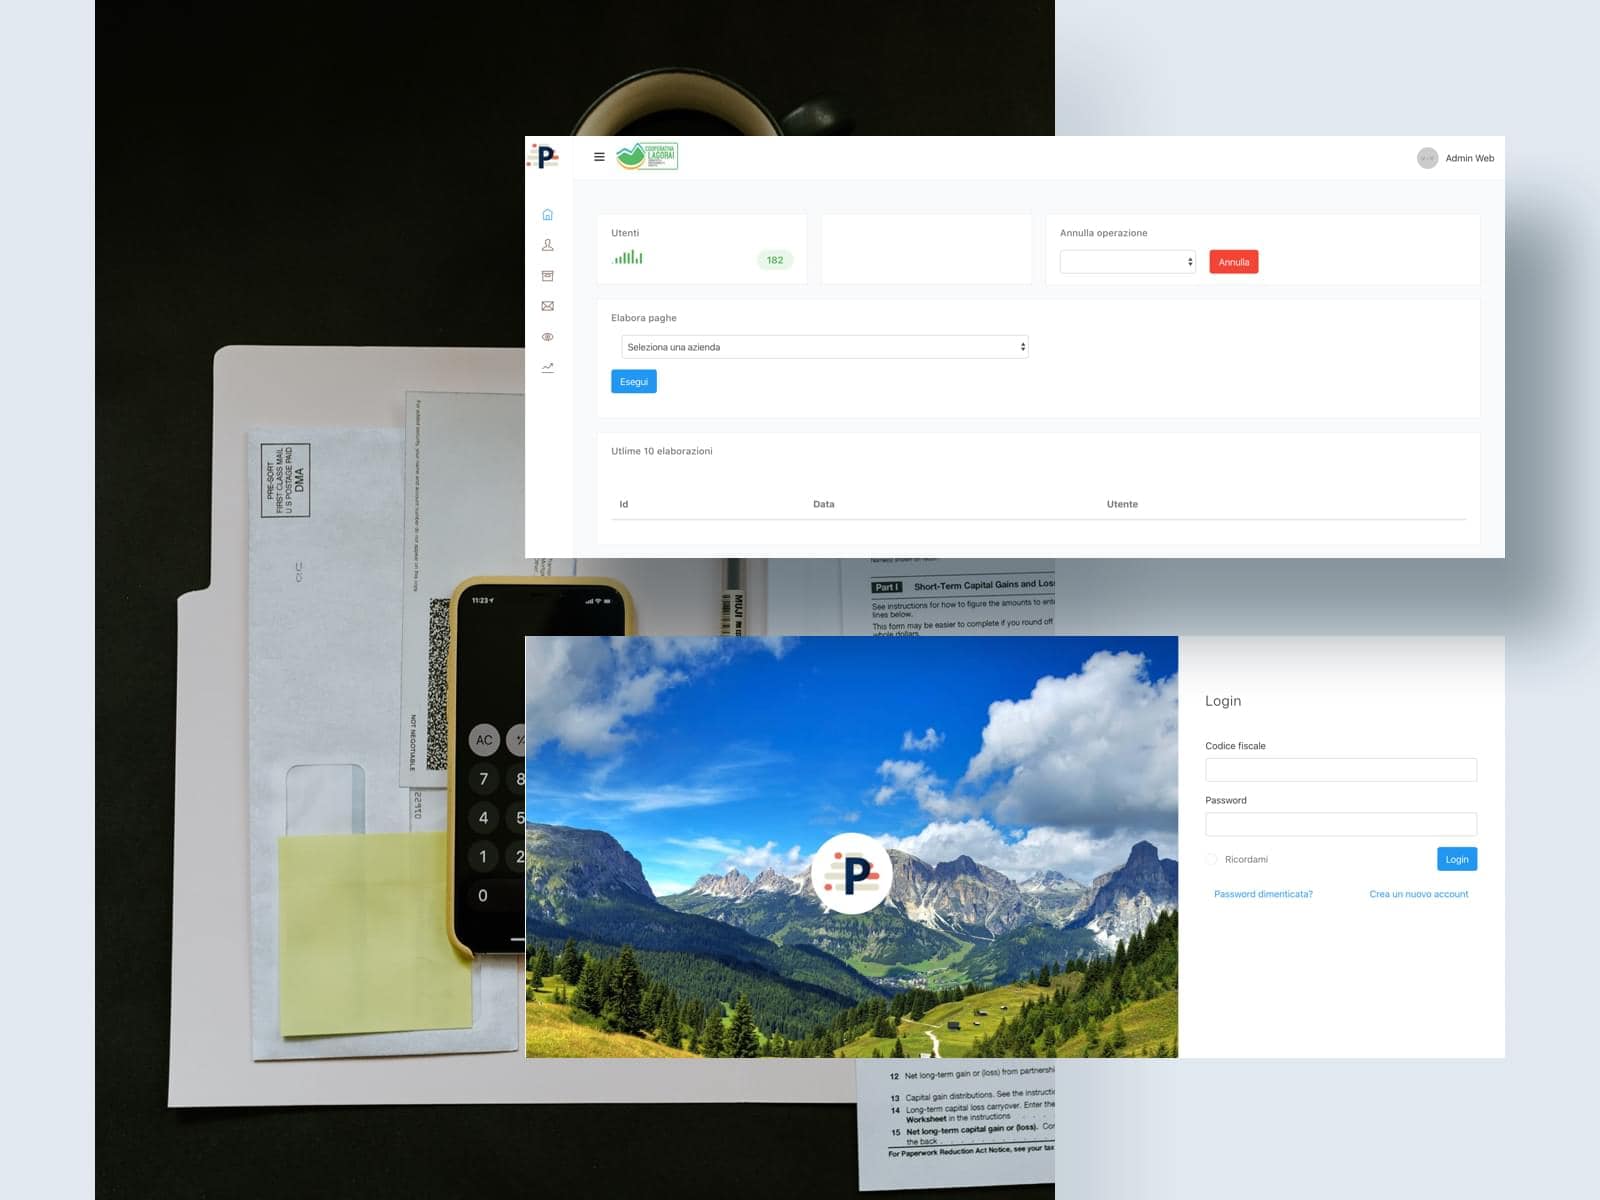 P
COOPERATIVA
LAGORAI
Admin Web
Utenti
182
Annulla operazione
Annulla
Elabora paghe
Seleziona una azienda
Esegui
Utlime 10 elaborazioni
Id Data Utente
PRE-SORT
FIRST CLASS MAIL
U.S POSTAGE PAID
DMA
NOT NEGOTIABLE
11:23
AC
7 8
4 5
1 2
0
MUJI
Part I Short-Term Capital Gains and Los
See instructions for how to figure the amounts to ent
lines below.
This form may be easier to complete if you round off
whole dollars.
P
Login
Codice fiscale
Password
Ricordami
Login
Password dimenticata?
Crea un nuovo account
12 Net long-term gain or (loss) from partnershi
13 Capital gain distributions. See the instructi
14 Long-term capital loss carryover. Enter the
Worksheet in the instructions
15 Net long-term capital gain or (loss). Co
the back
For Paperwork Reduction Act Notice, see your tax